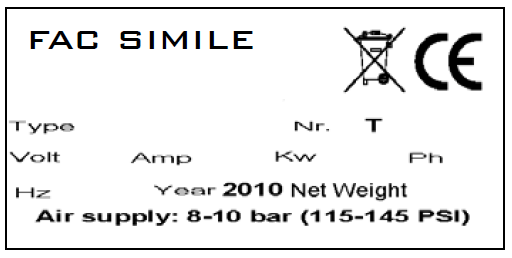 FAC SIMILE
CE
Type Nr. T
Volt Amp Kw Ph
Hz Year 2010 Net Weight
Air supply: 8-10 bar (115-145 PSI)